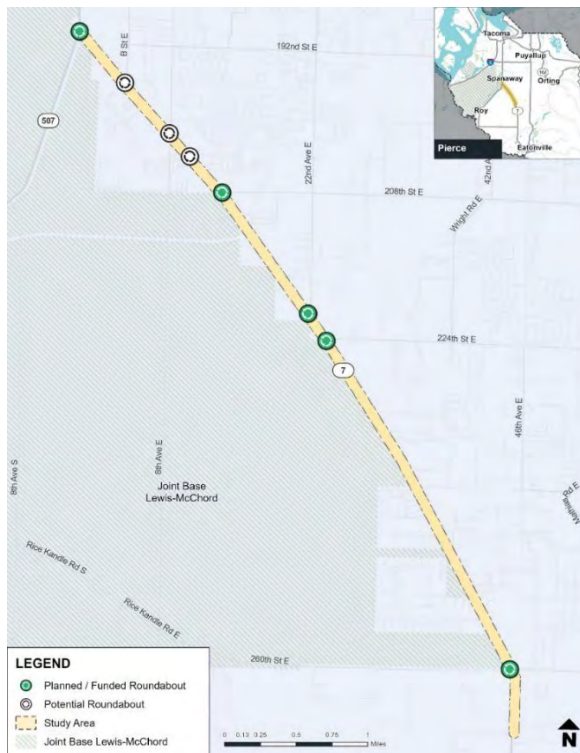 B St E
192nd St E
507
22nd Ave E
42nd A
208th St E
Wright Rd E
224th St E
7
8th Ave S
8th Ave E
46th Ave E
Joint Base
Lewis-McChord
Rice Kandle Rd S
Rice Kandle Rd E
260th St E
Tacoma
Puyallup
Orting
Spanaway
Roy
7
Eatonville
Pierce
LEGEND
Planned / Funded Roundabout
Potential Roundabout
Study Area
Joint Base Lewis-McChord
0 0.13 0.25 0.5 0.75 1
Miles
N